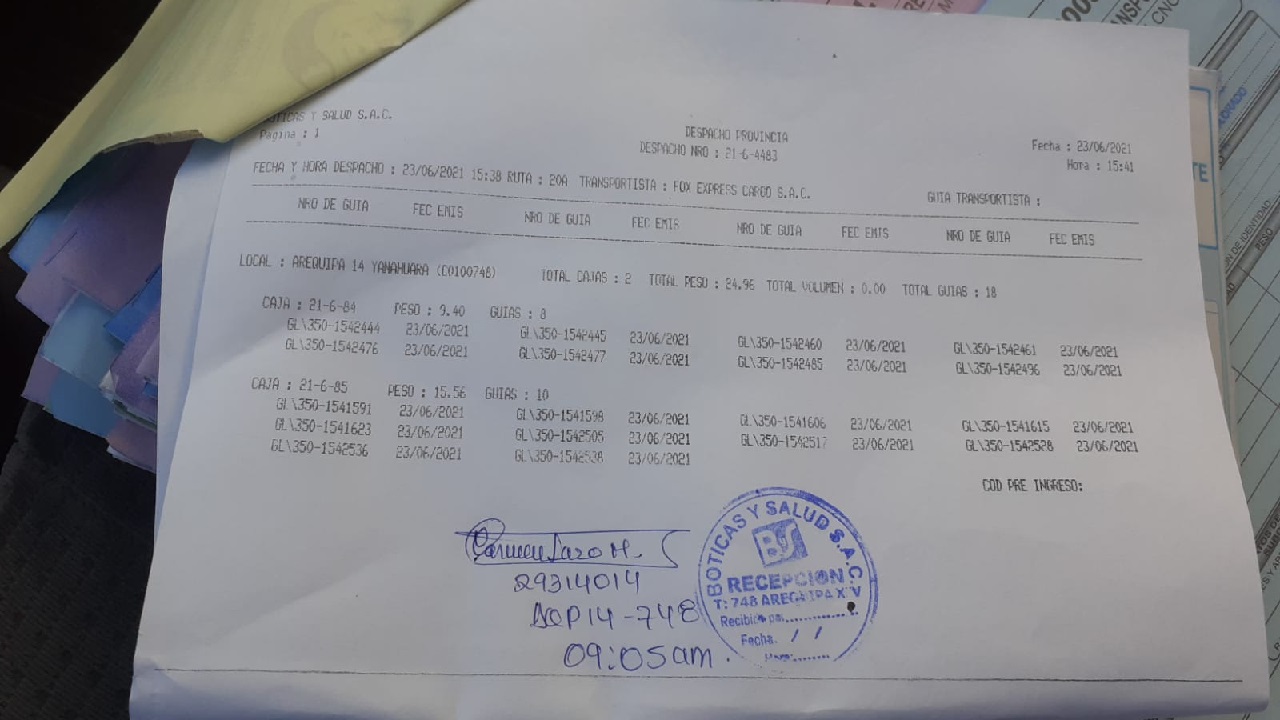 BOTICAS Y SALUD S.A.C.
Pagina : 1
DESPACHO PROVINCIA
DESPACHO NRO : 21-6-4483
Fecha : 23/06/2021
Hora : 15:41
FECHA Y HORA DESPACHO : 23/06/2021 15:38 RUTA : 20A TRANSPORTISTA : FOX EXPRESS CARGO S.A.C. GUIA TRANSPORTISTA :
NRO DE GUIA FEC EMIS NRO DE GUIA FEC EMIS NRO DE GUIA FEC EMIS NRO DE GUIA FEC EMIS
LOCAL : AREQUIPA 14 YANAHUARA (C0100748) TOTAL CAJAS : 2 TOTAL PESO : 24.96 TOTAL VOLUMEN : 0.00 TOTAL GUIAS : 18
CAJA : 21-6-84 PESO : 9.40 GUIAS : 8
GL\350-1542444 23/06/2021 GL\350-1542445 23/06/2021 GL\350-1542460 23/06/2021 GL\350-1542461 23/06/2021
GL\350-1542476 23/06/2021 GL\350-1542477 23/06/2021 GL\350-1542485 23/06/2021 GL\350-1542496 23/06/2021
CAJA : 21-6-85 PESO : 15.56 GUIAS : 10
GL\350-1541591 23/06/2021 GL\350-1541598 23/06/2021 GL\350-1541606 23/06/2021 GL\350-1541615 23/06/2021
GL\350-1541623 23/06/2021 GL\350-1542505 23/06/2021 GL\350-1542517 23/06/2021 GL\350-1542528 23/06/2021
GL\350-1542536 23/06/2021 GL\350-1542538 23/06/2021
COD PRE INGRESO:
Carmen Lazo M.
29314014
AQP14-748
09:05am.
BOTICAS Y SALUD S.A.C.
BS
RECEPCION
T: 748 AREQUIPA XIV
Recibido por
Fecha / /